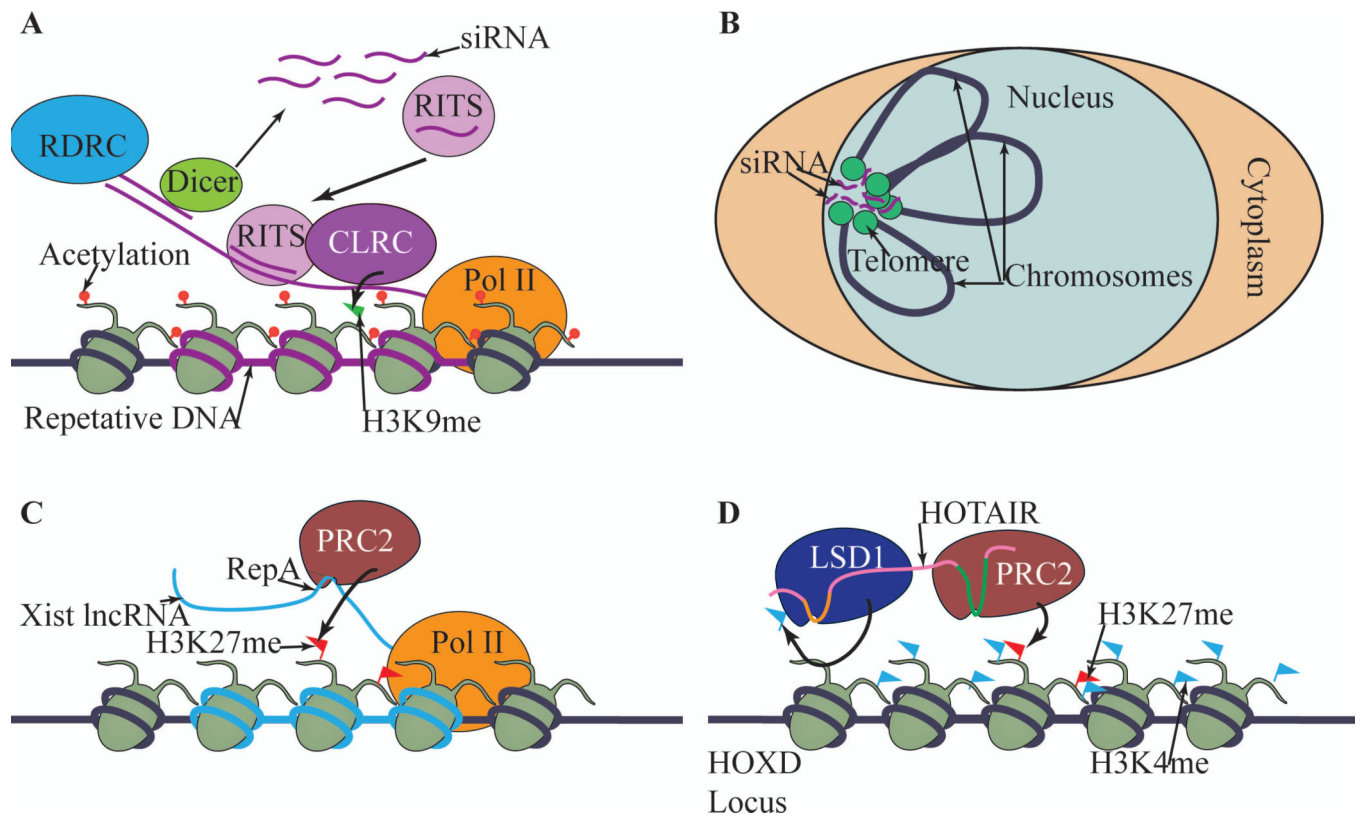 A
siRNA
RITS
RDRC
Dicer
RITS
CLRC
Acetylation
Pol II
Repetative DNA
H3K9me
B
Nucleus
siRNA
Cytoplasm
Telomere
Chromosomes
C
PRC2
RepA
Xist lncRNA
H3K27me
Pol II
D
HOTAIR
LSD1
PRC2
H3K27me
HOXD
Locus
H3K4me